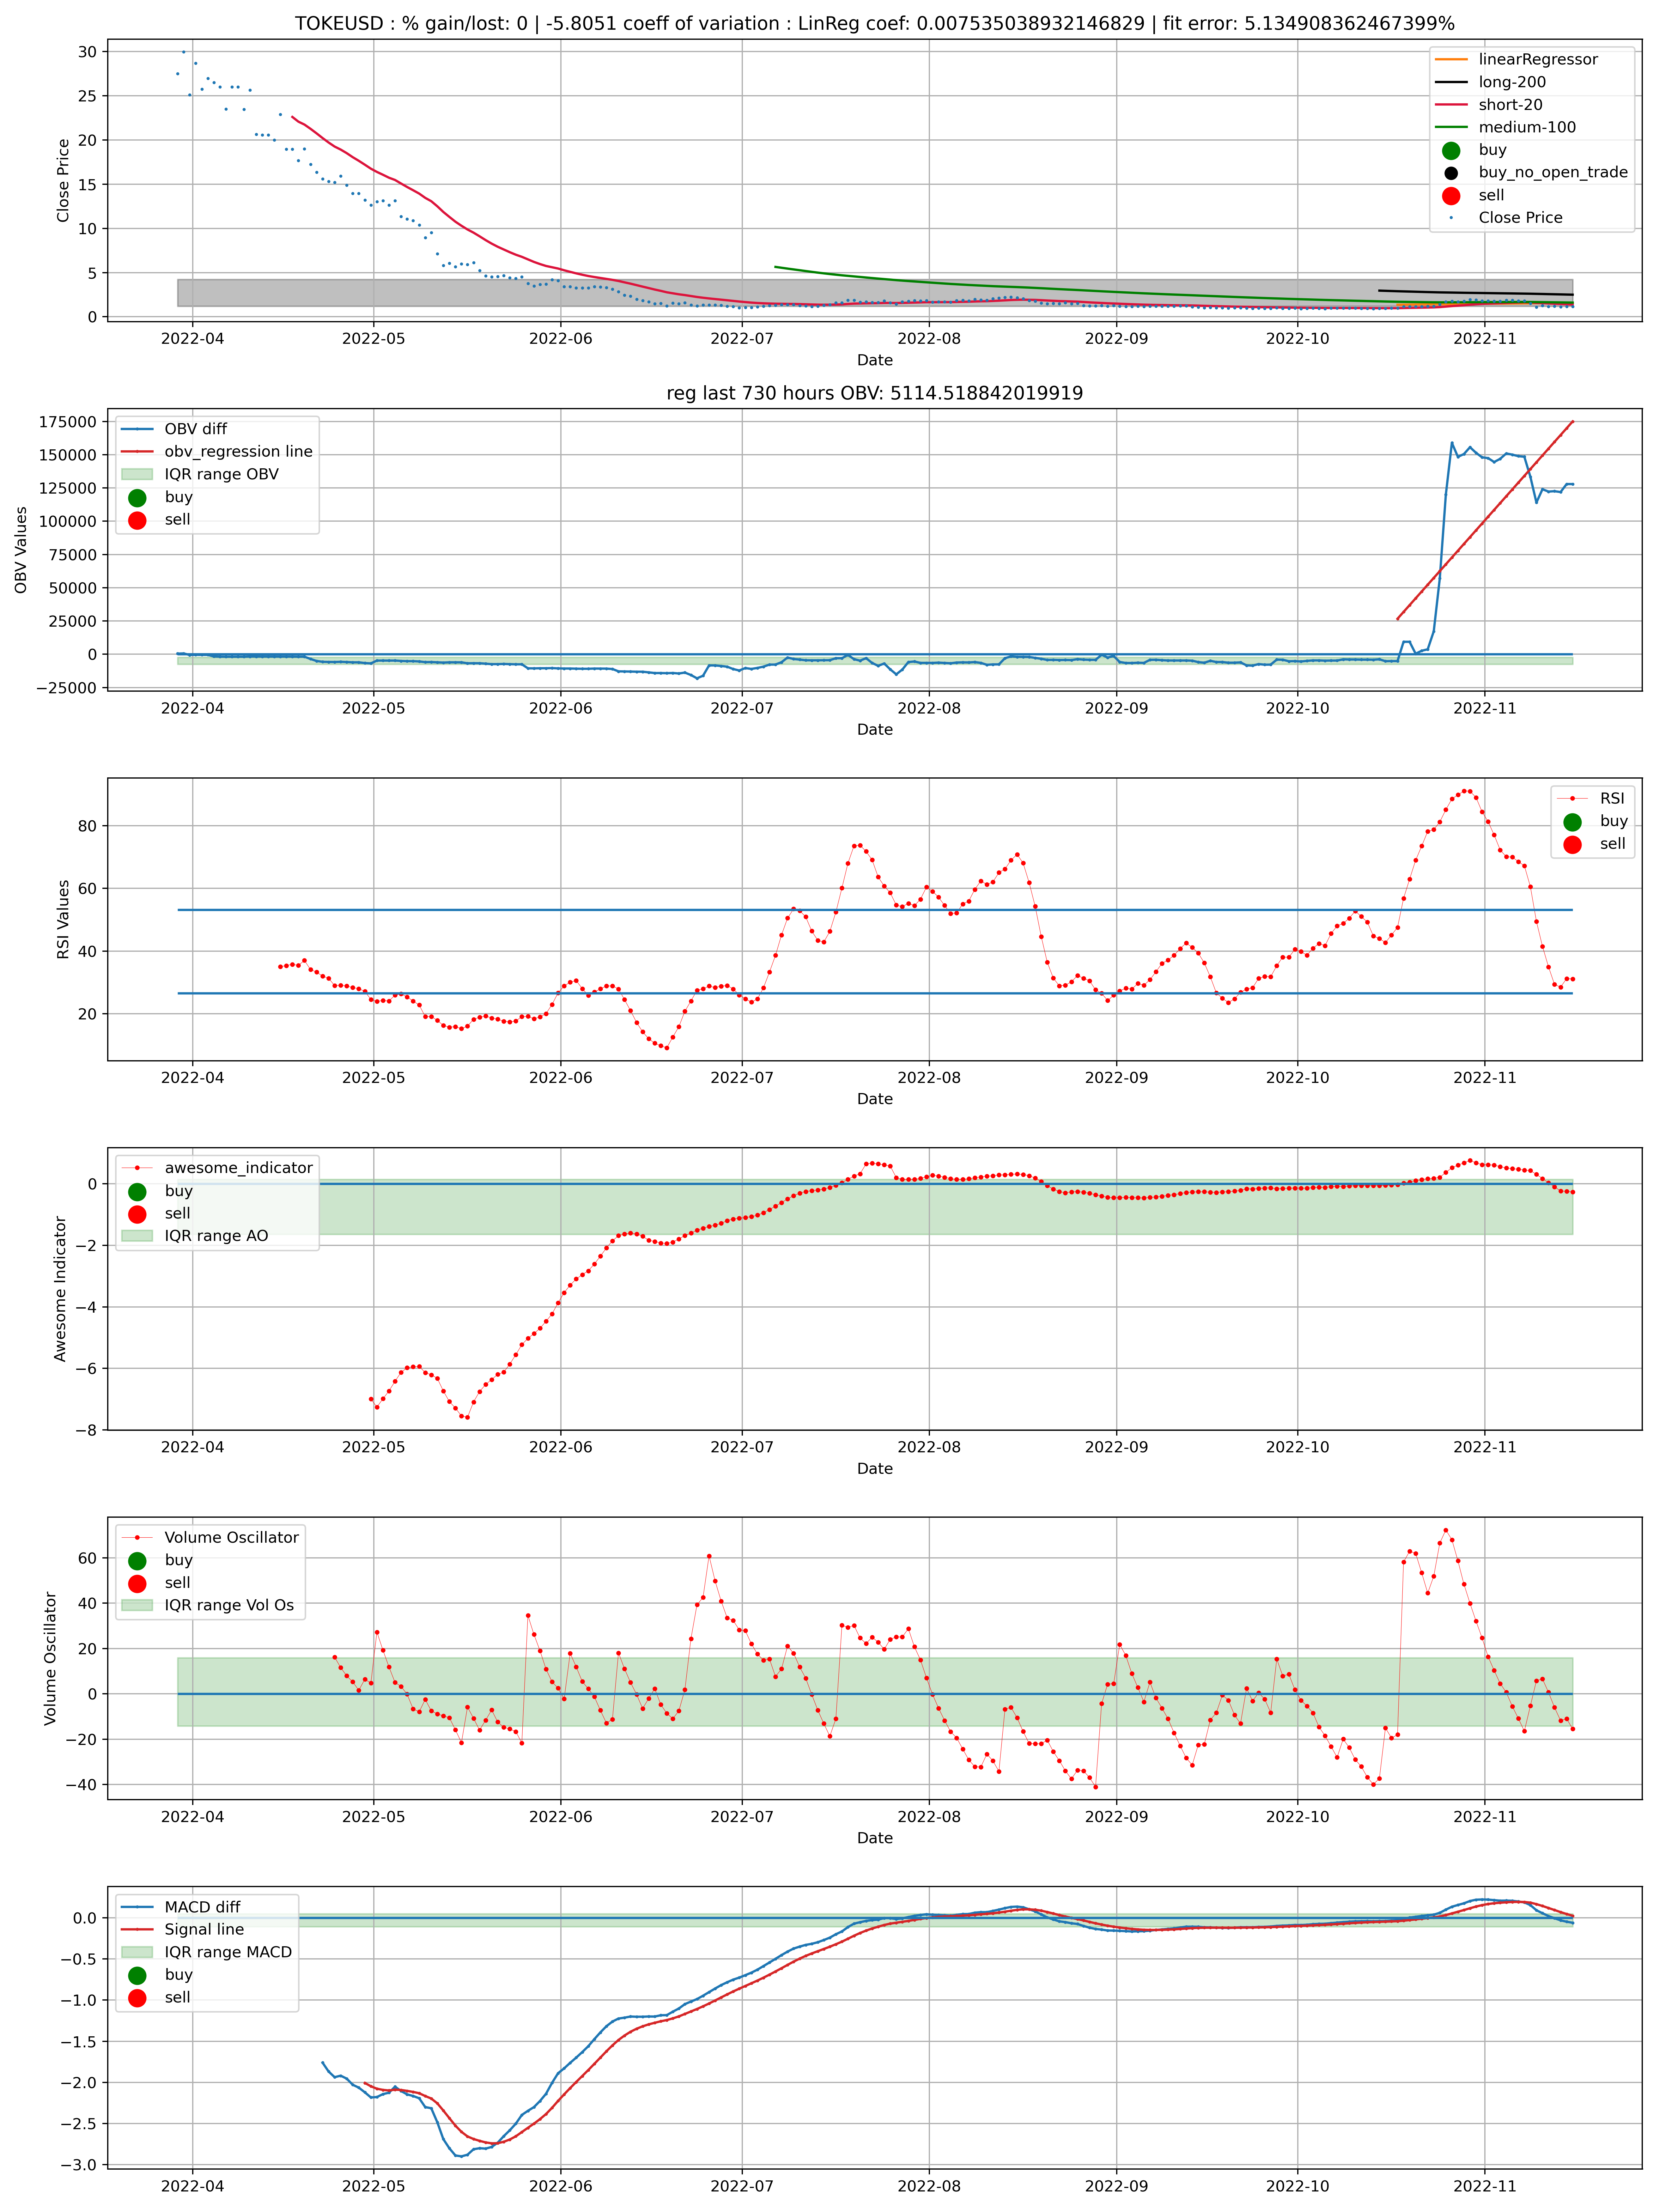 TOKEUSD : % gain/lost: 0 | -5.8051 coeff of variation : LinReg coef: 0.007535038932146829 | fit error: 5.134908362467399%
30
25
20
15
10
5
0
Close Price
linearRegressor
long-200
short-20
medium-100
buy
buy_no_open_trade
sell
Close Price
2022-04 2022-05 2022-06 2022-07 2022-08 2022-09 2022-10 2022-11
Date
reg last 730 hours OBV: 5114.518842019919
175000
150000
125000
100000
75000
50000
25000
0
−25000
OBV Values
OBV diff
obv_regression line
IQR range OBV
buy
sell
2022-04 2022-05 2022-06 2022-07 2022-08 2022-09 2022-10 2022-11
Date
80
60
40
20
RSI Values
RSI
buy
sell
2022-04 2022-05 2022-06 2022-07 2022-08 2022-09 2022-10 2022-11
Date
0
−2
−4
−6
−8
Awesome Indicator
awesome_indicator
buy
sell
IQR range AO
2022-04 2022-05 2022-06 2022-07 2022-08 2022-09 2022-10 2022-11
Date
60
40
20
0
−20
−40
Volume Oscillator
Volume Oscillator
buy
sell
IQR range Vol Os
2022-04 2022-05 2022-06 2022-07 2022-08 2022-09 2022-10 2022-11
Date
0.0
−0.5
−1.0
−1.5
−2.0
−2.5
−3.0
MACD diff
Signal line
IQR range MACD
buy
sell
2022-04 2022-05 2022-06 2022-07 2022-08 2022-09 2022-10 2022-11